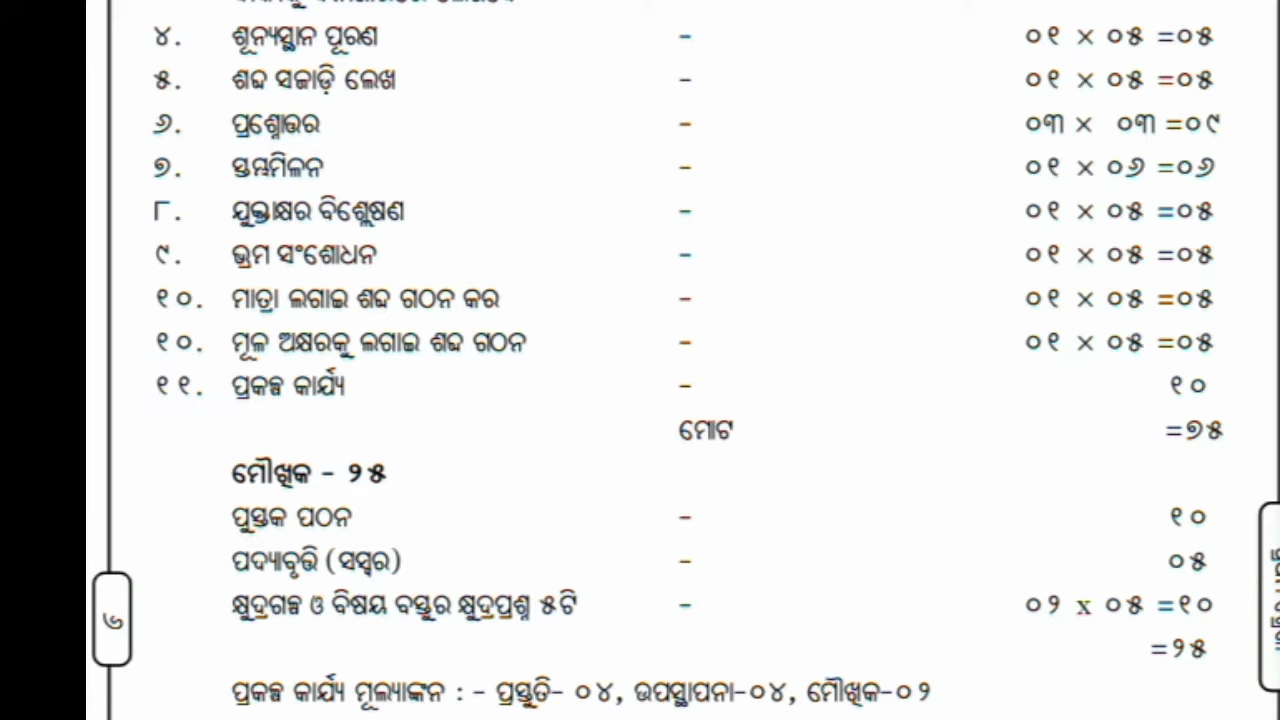 ୪. ଶୂନ୍ୟସ୍ଥାନ ପୂରଣ - ୦୧ × ୦୫ =୦୫
୫. ଶବ୍ଦ ସଜାଡ଼ି ଲେଖ - ୦୧ × ୦୫ =୦୫
୬. ପ୍ରଶ୍ନୋତ୍ତର - ୦୩ × ୦୩ =୦୯
୭. ସ୍ତମ୍ଭମିଳନ - ୦୧ × ୦୬ =୦୬
୮. ଯୁକ୍ତାକ୍ଷର ବିଶ୍ଳେଷଣ - ୦୧ × ୦୫ =୦୫
୯. ଭ୍ରମ ସଂଶୋଧନ - ୦୧ × ୦୫ =୦୫
୧୦. ମାତ୍ରା ଲଗାଇ ଶବ୍ଦ ଗଠନ କର - ୦୧ × ୦୫ =୦୫
୧୦. ମୂଳ ଅକ୍ଷରକୁ ଲଗାଇ ଶବ୍ଦ ଗଠନ - ୦୧ × ୦୫ =୦୫
୧୧. ପ୍ରକଳ୍ପ କାର୍ଯ୍ୟ - ୧୦
ମୋଟ =୭୫
ମୌଖିକ - ୨୫
ପୁସ୍ତକ ପଠନ - ୧୦
ପଦ୍ୟାବୃତ୍ତି (ସସ୍ୱର) - ୦୫
କ୍ଷୁଦ୍ରଗଳ୍ପ ଓ ବିଷୟ ବସ୍ତୁର କ୍ଷୁଦ୍ରପ୍ରଶ୍ନ ୫ଟି - ୦୨ x ୦୫ =୧୦
=୨୫
ପ୍ରକଳ୍ପ କାର୍ଯ୍ୟ ମୂଲ୍ୟାଙ୍କନ : - ପ୍ରସ୍ତୁତି- ୦୪, ଉପସ୍ଥାପନା-୦୪, ମୌଖିକ-୦୨
୬